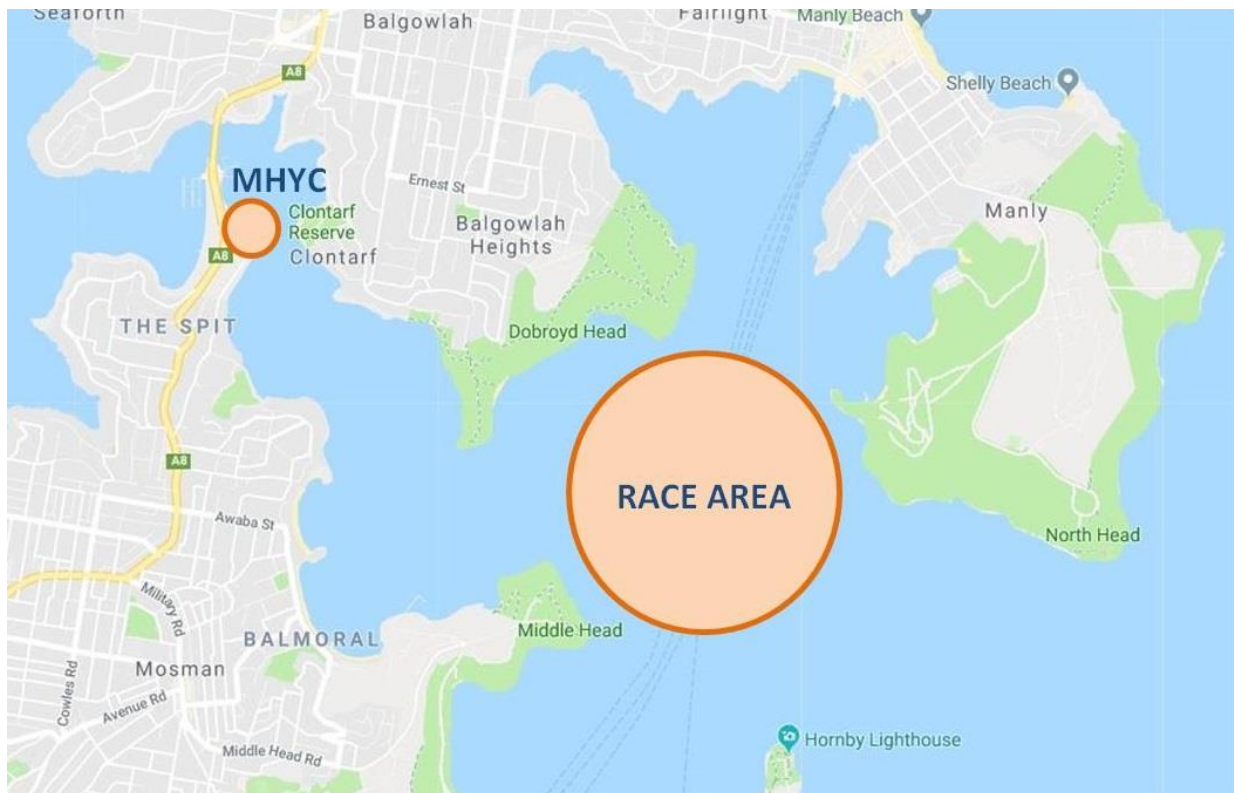 Seaforth
Balgowlah
Fairlight
Manly Beach
Shelly Beach
A8
MHYC
Ernest St
Clontarf
Reserve
Clontarf
Balgowlah
Heights
Manly
A8
THE SPIT
Dobroyd Head
A8
RACE AREA
Awaba St
North Head
Military Rd
Middle Head
BALMORAL
Mosman
Cowles Rd
Avenue Rd
Middle Head Rd
Hornby Lighthouse